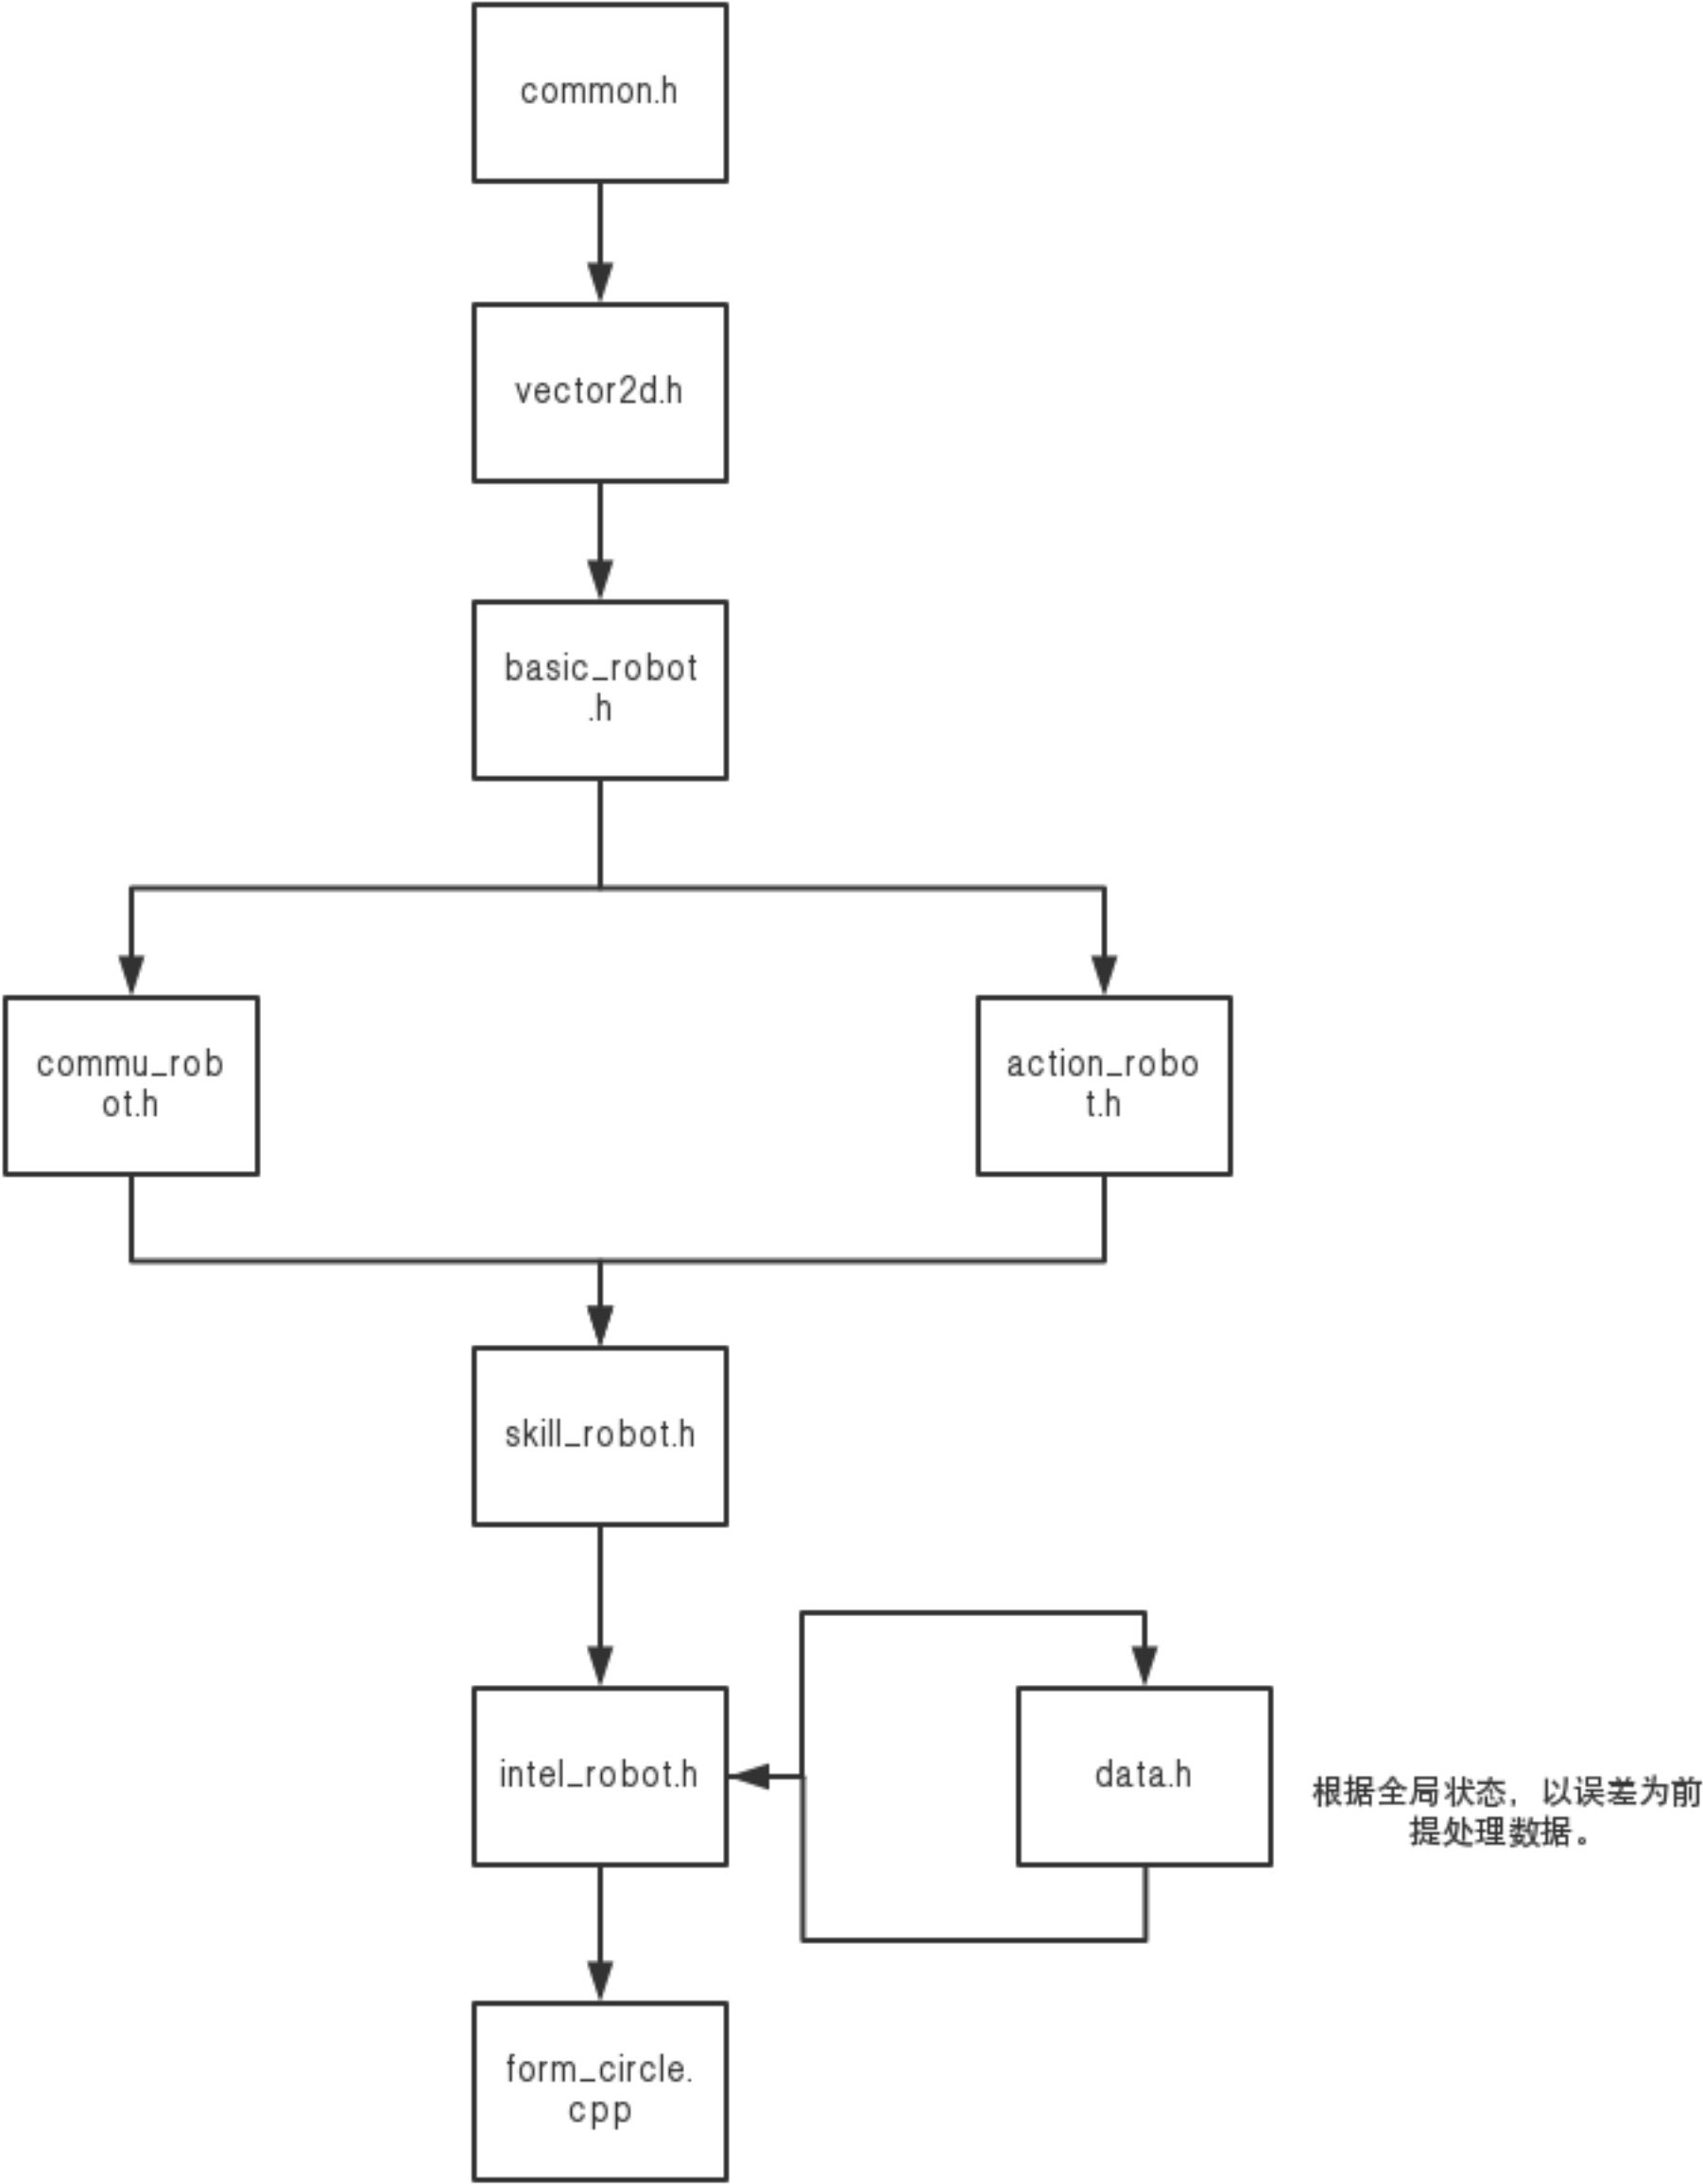 common.h
vector2d.h
basic_robot
.h
commu_rob
ot.h
action_robo
t.h
skill_robot.h
intel_robot.h
data.h
根据全局状态，以误差为前
提处理数据。
form_circle.
cpp